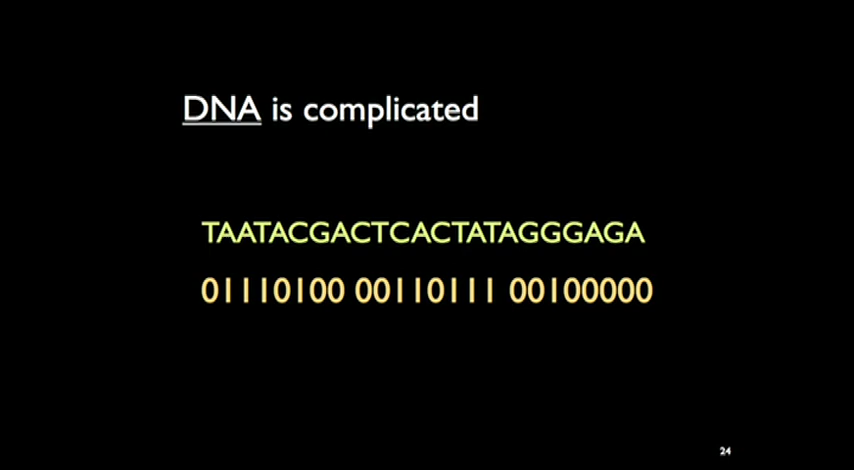 DNA is complicated
TAATACGACTCACTATAGGGAGA
01110100 00110111 00100000
24